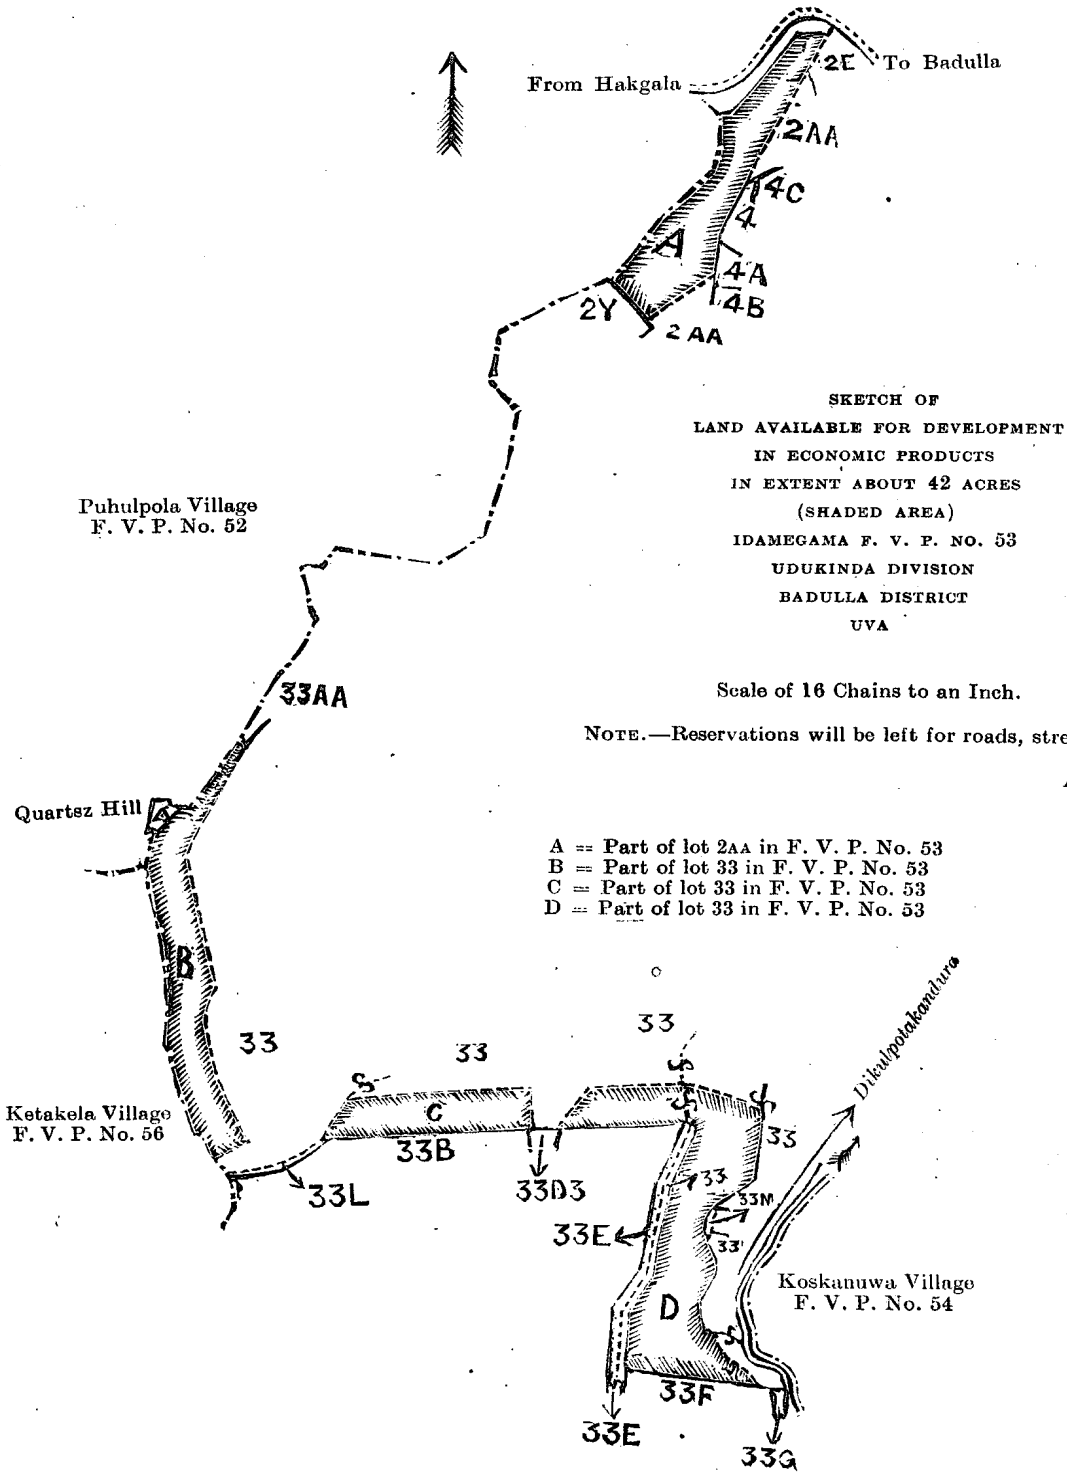 From Hakgala
To Badulla
2E
2AA
4C
4
A
4A
4B
2Y
2 AA
SKETCH OF
LAND AVAILABLE FOR DEVELOPMENT
IN ECONOMIC PRODUCTS
IN EXTENT ABOUT 42 ACRES
(SHADED AREA)
IDAMEGAMA F. V. P. NO. 53
UDUKINDA DIVISION
BADULLA DISTRICT
UVA
Puhulpola Village
F. V. P. No. 52
33AA
Scale of 16 Chains to an Inch.
NOTE.—Reservations will be left for roads, stre
Quartsz Hill
A = Part of lot 2AA in F. V. P. No. 53
B = Part of lot 33 in F. V. P. No. 53
C = Part of lot 33 in F. V. P. No. 53
D = Part of lot 33 in F. V. P. No. 53
B
Dikulpotakandura
33
33
33
Ketakela Village
F. V. P. No. 56
C
33B
33
33L
33D3
33
33M
33E
33
D
Koskanuwa Village
F. V. P. No. 54
33F
33E
33G